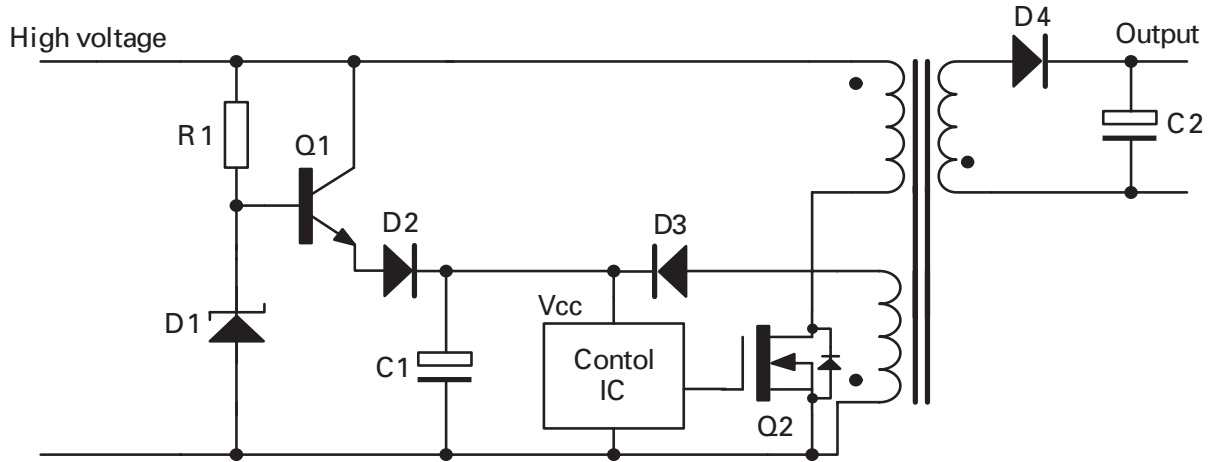 D4
High voltage
Output
R1
Q1
C2
D2
D3
D1
Vcc
C1
Contol
IC
Q2